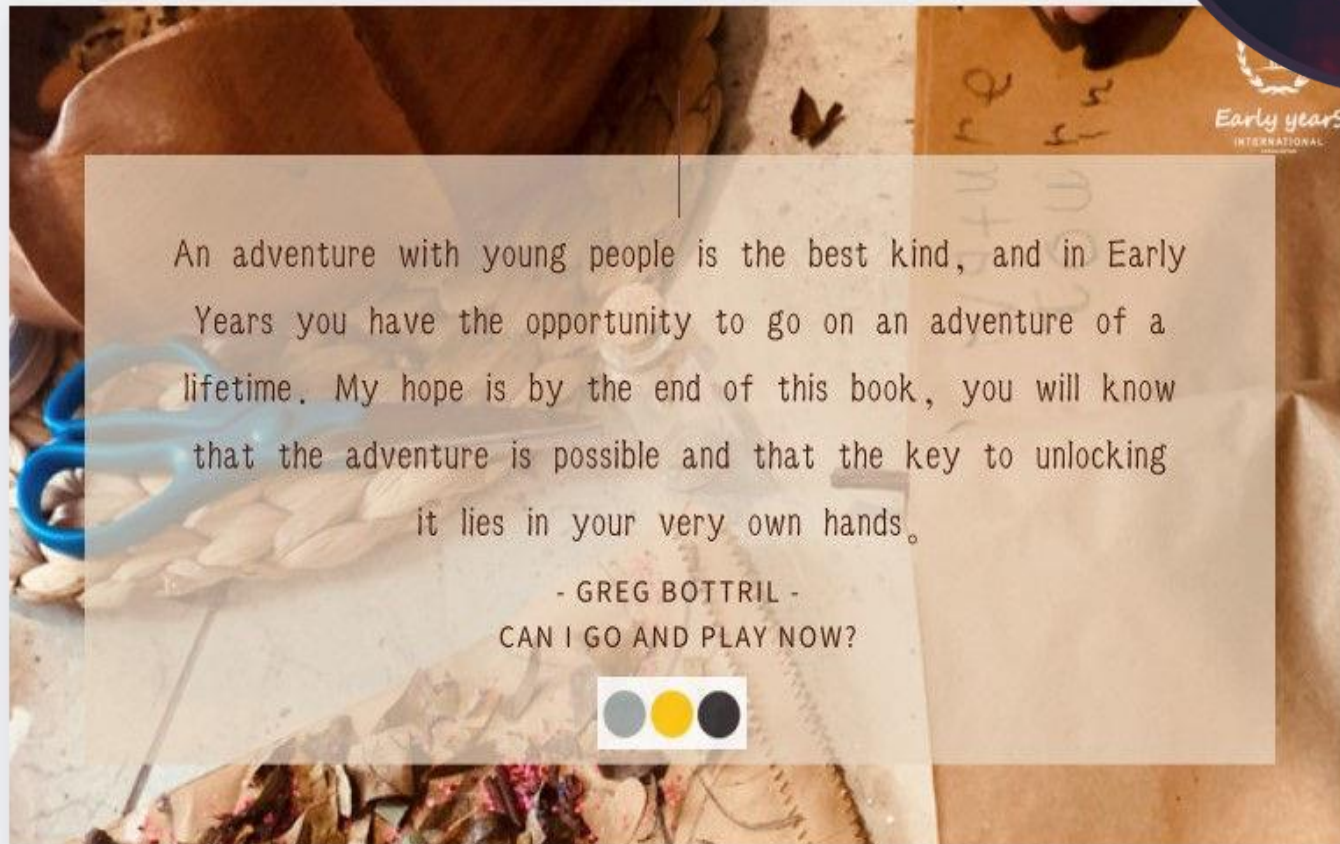 Early years
INTERNATIONAL
An adventure with young people is the best kind, and in Early
Years you have the opportunity to go on an adventure of a
lifetime. My hope is by the end of this book, you will know
that the adventure is possible and that the key to unlocking
it lies in your very own hands。
- GREG BOTTRIL -
CAN I GO AND PLAY NOW?